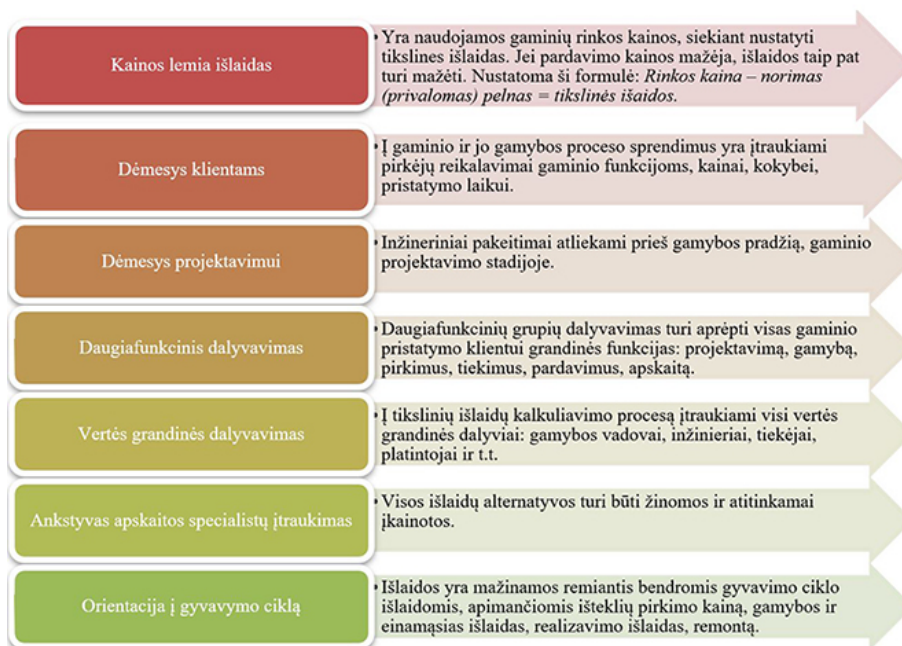 Kainos lemia išlaidas
• Yra naudojamos gaminių rinkos kainos, siekiant nustatyti
tikslines išlaidas. Jei pardavimo kainos mažėja, išlaidos taip pat
turi mažėti. Nustatoma ši formulė: Rinkos kaina – norimas
(privalomas) pelnas = tikslinės išaidos.
Dėmesys klientams
• Į gaminio ir jo gamybos proceso sprendimus yra įtraukiami
pirkėjų reikalavimai gaminio funkcijoms, kainai, kokybei,
pristatymo laikui.
Dėmesys projektavimui
• Inžineriniai pakeitimai atliekami prieš gamybos pradžią, gaminio
projektavimo stadijoje.
Daugiafunkcinis dalyvavimas
• Daugiafunkcinių grupių dalyvavimas turi aprėpti visas gaminio
pristatymo klientui grandinės funkcijas: projektavimą, gamybą,
pirkimus, tiekimus, pardavimus, apskaitą.
Vertės grandinės dalyvavimas
• Į tikslinių išlaidų kalkuliavimo procesą įtraukiami visi vertės
grandinės dalyviai: gamybos vadovai, inžinieriai, tiekėjai,
platintojai ir t.t.
Ankstyvas apskaitos specialistų įtraukimas
• Visos išlaidų alternatyvos turi būti žinomos ir atitinkamai
įkainotos.
Orientacija į gyvavymo ciklą
• Išlaidos yra mažinamos remiantis bendromis gyvavimo ciklo
išlaidomis, apimančiomis išteklių pirkimo kainą, gamybos ir
einamąsias išlaidas, realizavimo išlaidas, remontą.